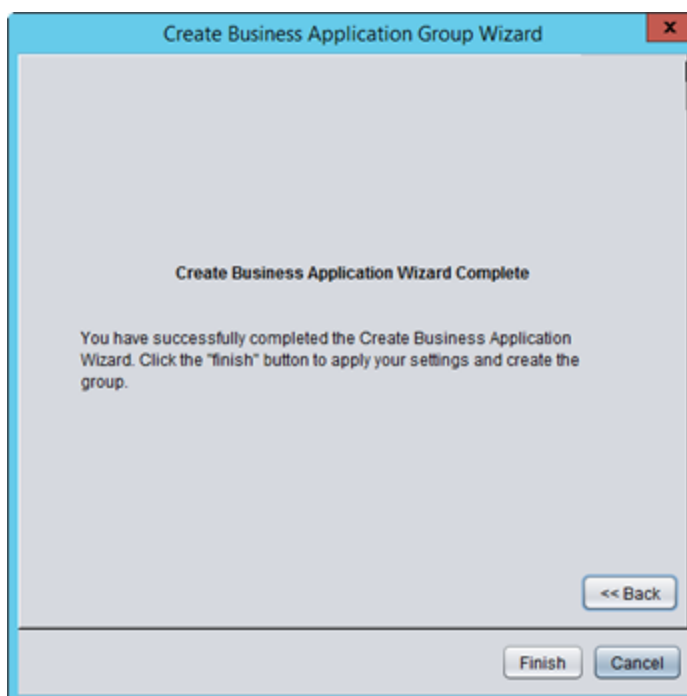 Create Business Application Group Wizard
x
Create Business Application Wizard Complete
You have successfully completed the Create Business Application
Wizard. Click the "finish" button to apply your settings and create the
group.
<< Back
Finish
Cancel